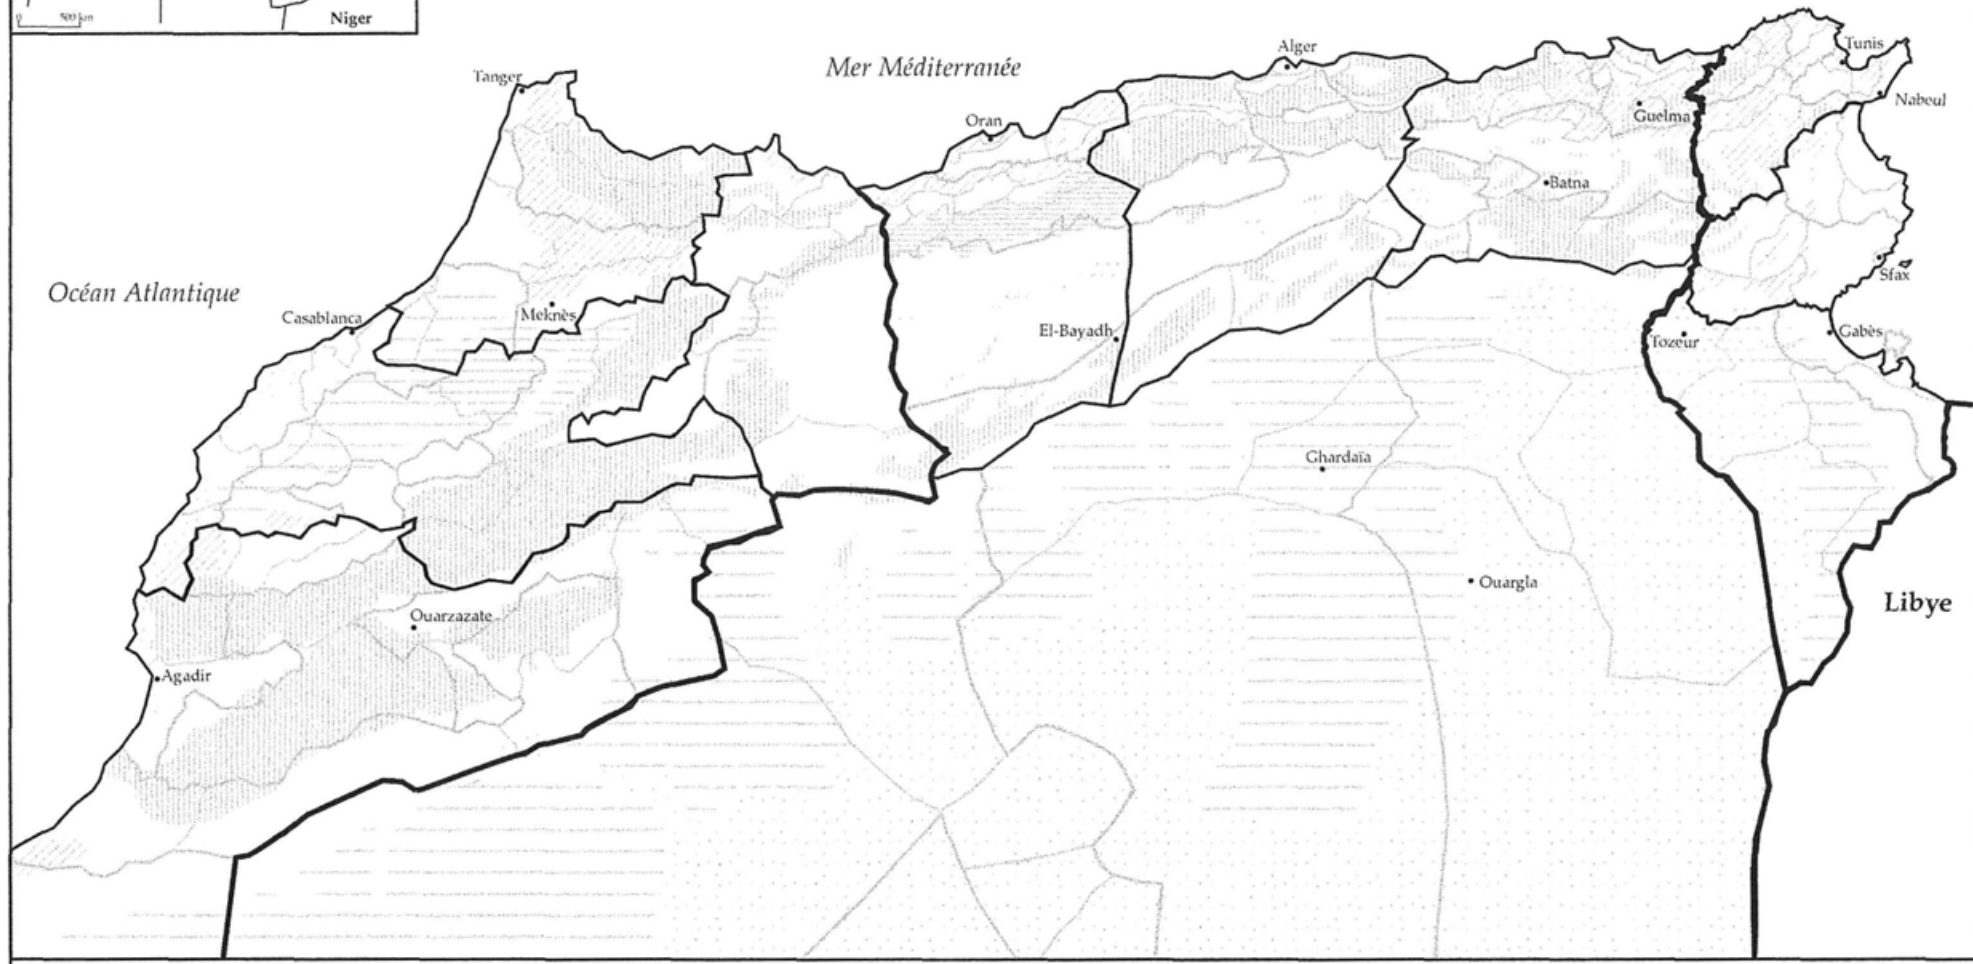 0 500 km
Niger
Mer Méditerranée
Alger
Tunis
Tanger
Nabeul
Oran
Guelma
Batna
Océan Atlantique
Sfax
Casablanca
Meknès
El-Bayadh
Tozeur
Gabès
Ghardaïa
Ouargla
Libye
Ouarzazate
Agadir